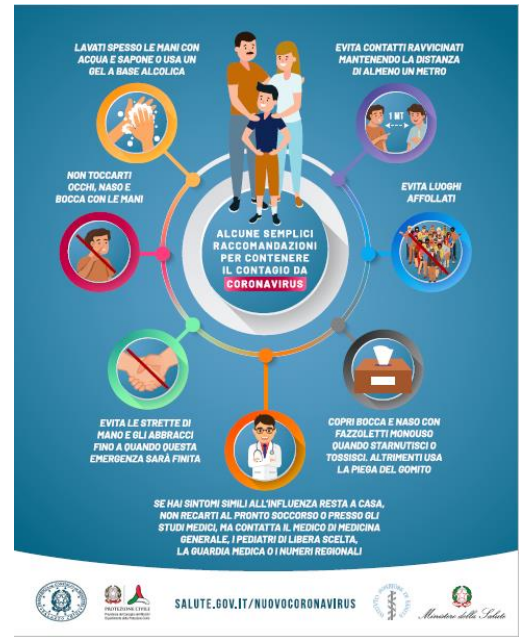 LAVATI SPESSO LE MANI CON
ACQUA E SAPONE O USA UN
GEL A BASE ALCOLICA
EVITA CONTATTI RAVVICINATI
MANTENENDO LA DISTANZA
DI ALMENO UN METRO
1 MT
NON TOCCARTI
OCCHI, NASO E
BOCCA CON LE MANI
EVITA LUOGHI
AFFOLLATI
ALCUNE SEMPLICI
RACCOMANDAZIONI
PER CONTENERE
IL CONTAGIO DA
CORONAVIRUS
EVITA LE STRETTE DI
MANO E GLI ABBRACCI
FINO A QUANDO QUESTA
EMERGENZA SARÀ FINITA
COPRI BOCCA E NASO CON
FAZZOLETTI MONOUSO
QUANDO STARNUTISCI O
TOSSISCI. ALTRIMENTI USA
LA PIEGA DEL GOMITO
SE HAI SINTOMI SIMILI ALL'INFLUENZA RESTA A CASA,
NON RECARTI AL PRONTO SOCCORSO O PRESSO GLI
STUDI MEDICI, MA CONTATTA IL MEDICO DI MEDICINA
GENERALE, I PEDIATRI DI LIBERA SCELTA,
LA GUARDIA MEDICA O I NUMERI REGIONALI
PROTEZIONE CIVILE
SALUTE.GOV.IT/NUOVOCORONAVIRUS
Ministero della Salute